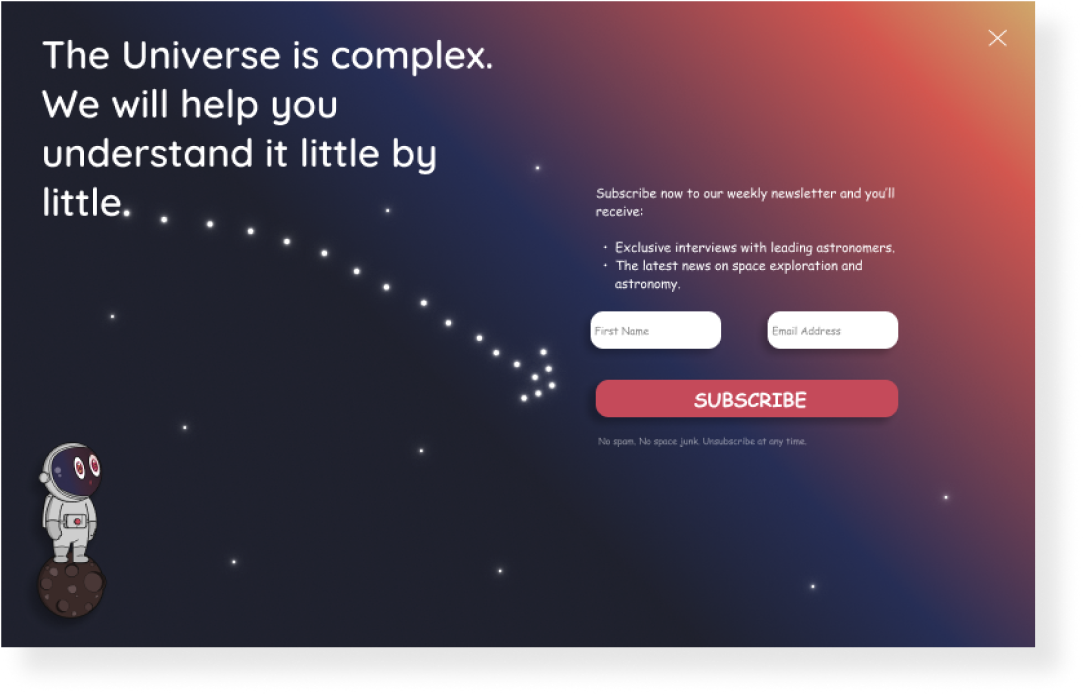 The Universe is complex.
We will help you
understand it little by
little.
Subscribe now to our weekly newsletter and you'll
receive:
• Exclusive interviews with leading astronomers.
• The latest news on space exploration and
astronomy.
First Name
Email Address
SUBSCRIBE
No spam. No space junk. Unsubscribe at any time.